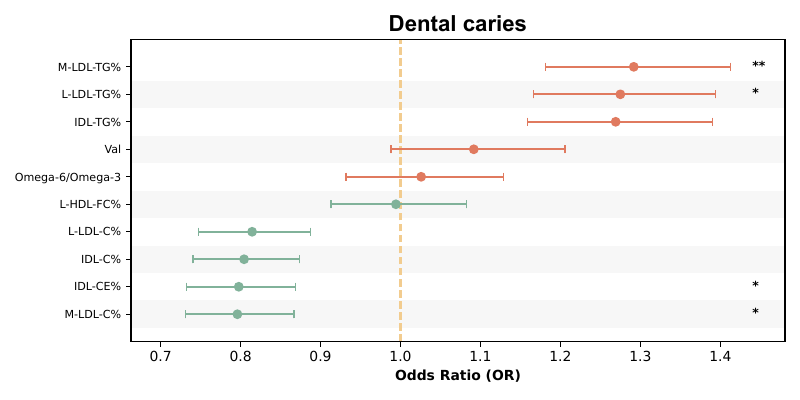 Dental caries
M-LDL-TG% **
L-LDL-TG% *
IDL-TG%
Val
Omega-6/Omega-3
L-HDL-FC%
L-LDL-C%
IDL-C%
IDL-CE% *
M-LDL-C% *
0.7 0.8 0.9 1.0 1.1 1.2 1.3 1.4
Odds Ratio (OR)